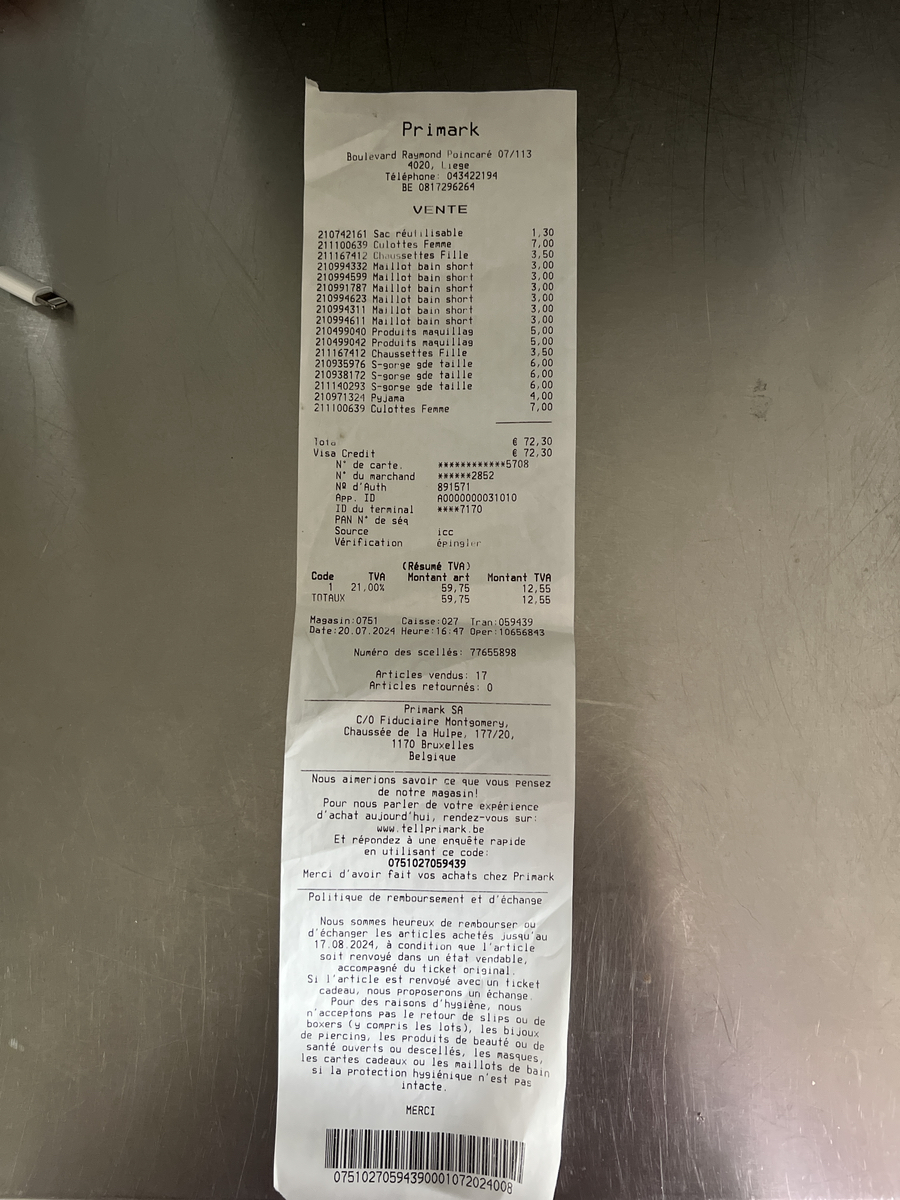 Primark
Boulevard Raymond Poincaré 07/113
4020, Liege
Téléphone: 043422194
BE 0817296264
VENTE
210742161 Sac réutilisable 1,30
211100639 Culottes Femme 7,00
211167412 Chaussettes Fille 3,50
210994332 Maillot bain short 3,00
210994599 Maillot bain short 3,00
210991787 Maillot bain short 3,00
210994623 Maillot bain short 3,00
210994311 Maillot bain short 3,00
210994611 Maillot bain short 3,00
210499040 Produits maquillag 5,00
210499042 Produits maquillag 5,00
211167412 Chaussettes Fille 3,50
210935976 S-gorge gde taille 6,00
210938172 S-gorge gde taille 6,00
211140293 S-gorge gde taille 6,00
210971324 Pyjama 4,00
211100639 Culottes Femme 7,00
Total € 72,30
Visa Credit € 72,30
N° de carte. ************5708
N° du marchand ******2852
Nº d'Auth 891571
App. ID A0000000031010
ID du terminal ****7170
PAN N° de séq
Source icc
Vérification épingler
(Résumé TVA)
Code TVA Montant art Montant TVA
1 21,00% 59,75 12,55
TOTAUX 59,75 12,55
Magasin:0751 Caisse:027 Tran:059439
Date:20.07.2024 Heure:16:47 Oper:10656843
Numéro des scellés: 77655898
Articles vendus: 17
Articles retournés: 0
Primark SA
C/O Fiduciaire Montgomery,
Chaussée de la Hulpe, 177/20,
1170 Bruxelles
Belgique
Nous aimerions savoir ce que vous pensez
de notre magasin!
Pour nous parler de votre expérience
d'achat aujourd'hui, rendez-vous sur:
www.tellprimark.be
Et répondez à une enquête rapide
en utilisant ce code:
0751027059439
Merci d'avoir fait vos achats chez Primark
Politique de remboursement et d'échange
Nous sommes heureux de rembourser ou
d'échanger les articles achetés jusqu'au
17.08.2024, à condition que l'article
soit renvoyé dans un état vendable,
accompagné du ticket original.
Si l'article est renvoyé avec un ticket
cadeau, nous proposerons un échange.
Pour des raisons d'hygiène, nous
n'acceptons pas le retour de slips ou de
boxers (y compris les lots), les bijoux
de piercing, les produits de beauté ou de
santé ouverts ou descellés, les masques,
les cartes cadeaux ou les maillots de bain
si la protection hygiénique n'est pas
intacte.
MERCI
07510270594390001072024008